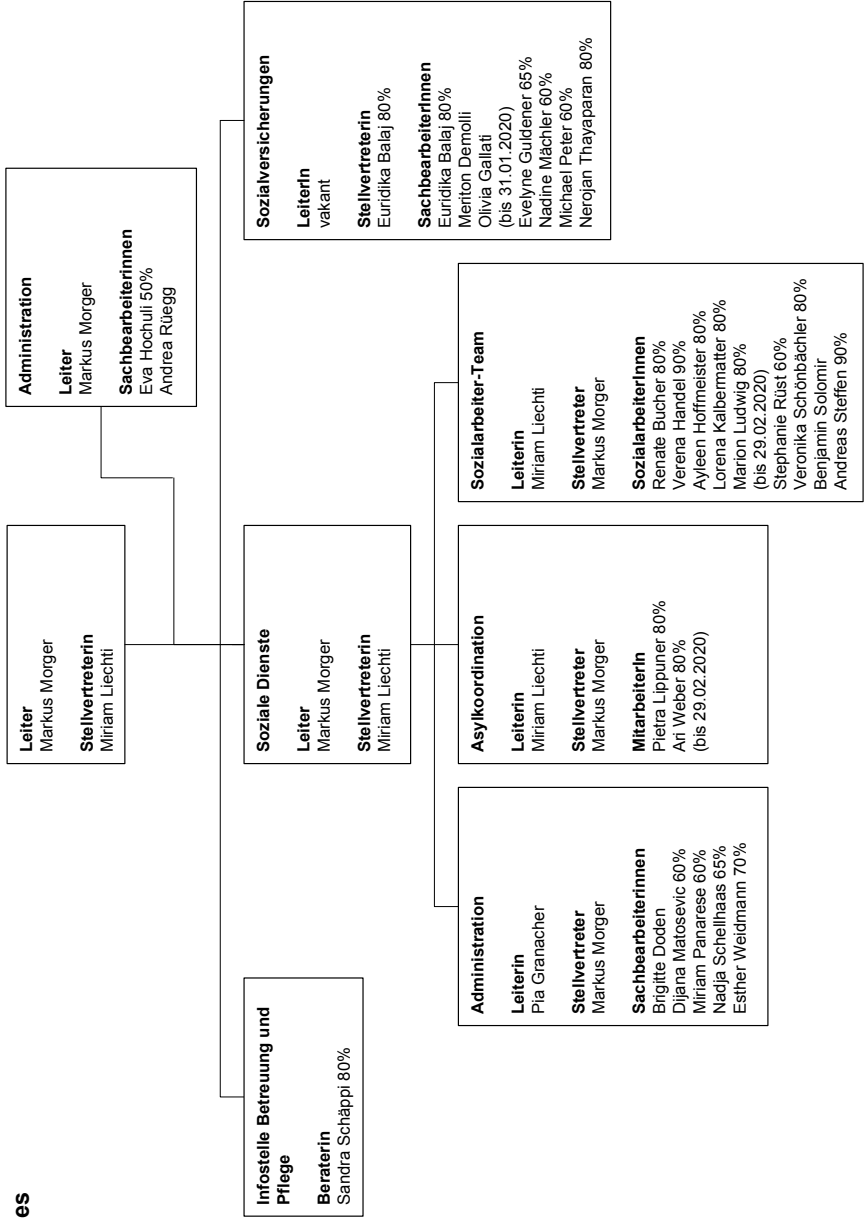 es
Leiter
Markus Morger
Stellvertreterin
Miriam Liechti
Administration
Leiter
Markus Morger
Sachbearbeiterinnen
Eva Hochuli 50%
Andrea Rüegg
Infostelle Betreuung und
Pflege
Beraterin
Sandra Schäppi 80%
Soziale Dienste
Leiter
Markus Morger
Stellvertreterin
Miriam Liechti
Sozialversicherungen
LeiterIn
vakant
Stellvertreterin
Euridika Balaj 80%
SachbearbeiterInnen
Euridika Balaj 80%
Meriton Demolli
Olivia Gallati
(bis 31.01.2020)
Evelyne Guldener 65%
Nadine Mächler 60%
Michael Peter 60%
Nerojan Thayaparan 80%
Administration
Leiterin
Pia Granacher
Stellvertreter
Markus Morger
Sachbearbeiterinnen
Brigitte Doden
Dijana Matosevic 60%
Miriam Panarese 60%
Nadja Schellhaas 65%
Esther Weidmann 70%
Asylkoordination
Leiterin
Miriam Liechti
Stellvertreter
Markus Morger
MitarbeiterIn
Pietra Lippuner 80%
Ari Weber 80%
(bis 29.02.2020)
Sozialarbeiter-Team
Leiterin
Miriam Liechti
Stellvertreter
Markus Morger
SozialarbeiterInnen
Renate Bucher 80%
Verena Handel 90%
Ayleen Hoffmeister 80%
Lorena Kalbermatter 80%
Marion Ludwig 80%
(bis 29.02.2020)
Stephanie Rüst 60%
Veronika Schönbächler 80%
Benjamin Solomir
Andreas Steffen 90%